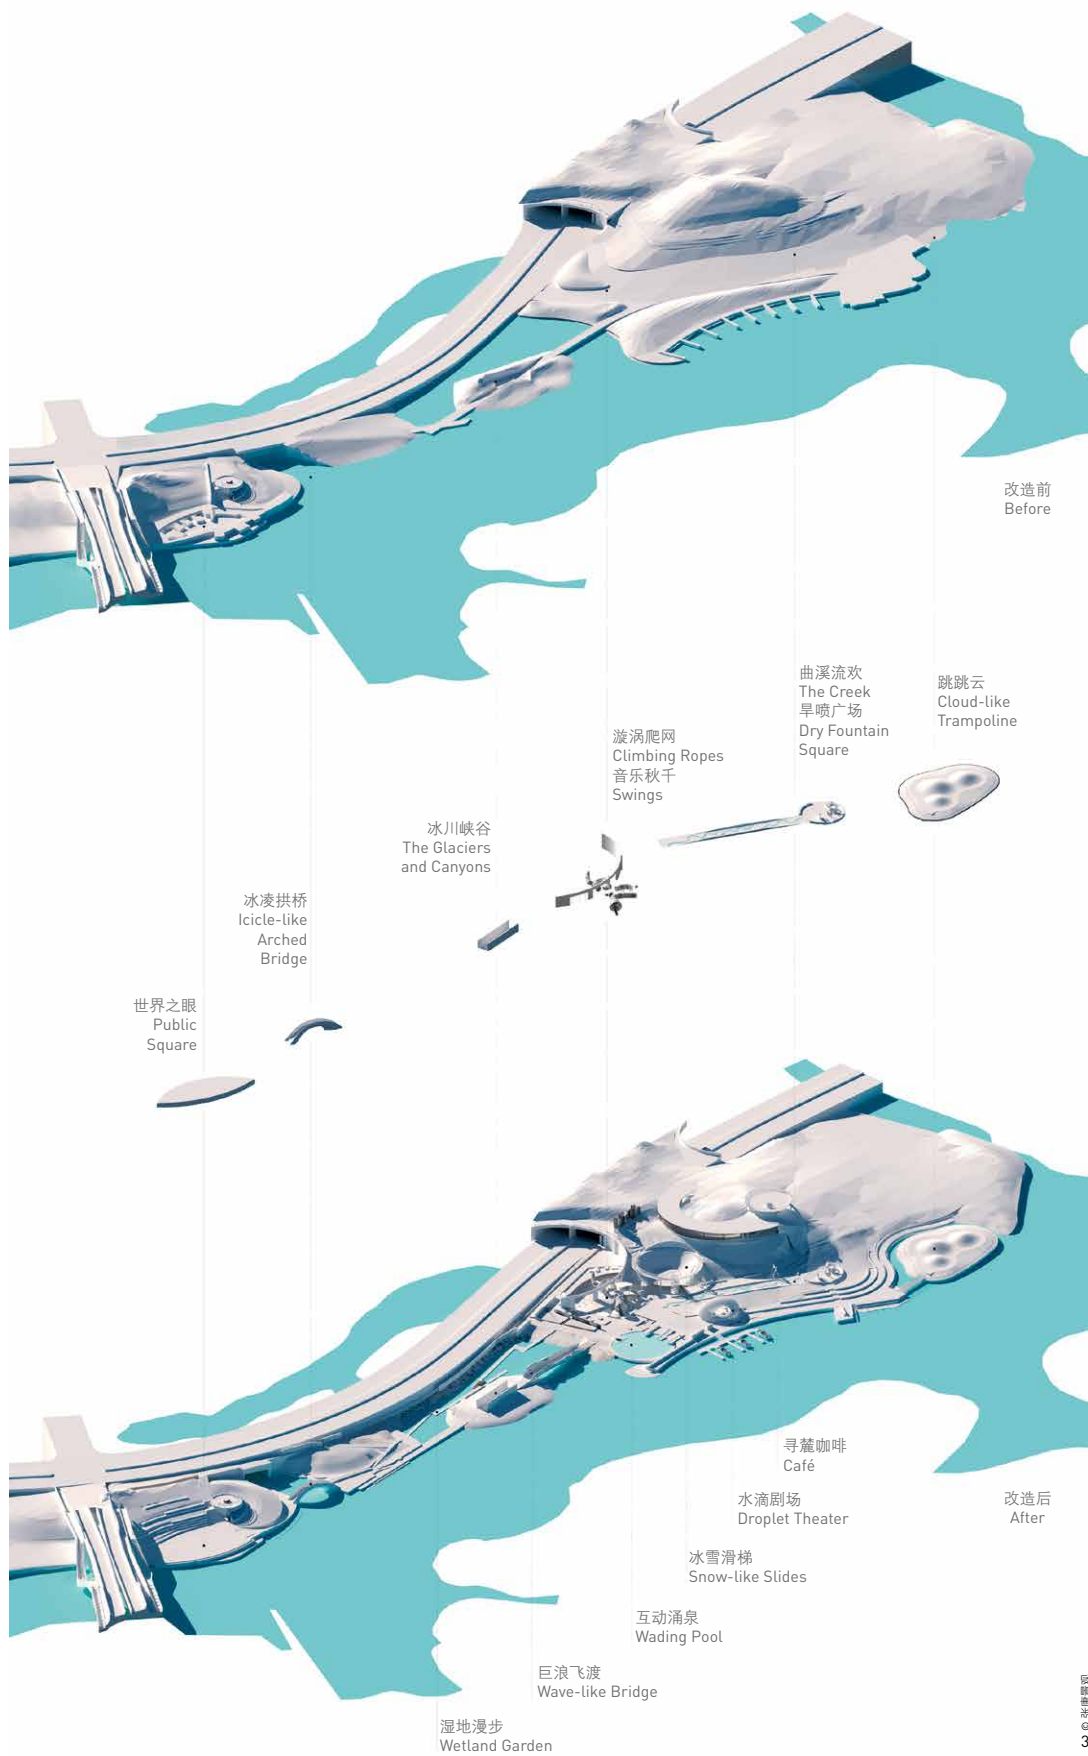 改造前
Before
曲溪流欢
The Creek
旱喷广场
Dry Fountain
Square
跳跳云
Cloud-like
Trampoline
漩涡爬网
Climbing Ropes
音乐秋千
Swings
冰川峡谷
The Glaciers
and Canyons
冰凌拱桥
Icicle-like
Arched
Bridge
世界之眼
Public
Square
寻麓咖啡
Café
水滴剧场
Droplet Theater
改造后
After
冰雪滑梯
Snow-like Slides
互动涌泉
Wading Pool
巨浪飞渡
Wave-like Bridge
湿地漫步
Wetland Garden
©
3